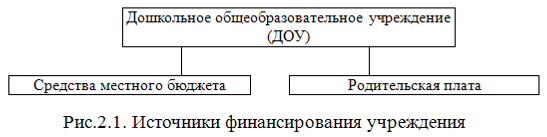 Дошкольное общеобразовательное учреждение
(ДОУ)
Средства местного бюджета
Родительская плата
Рис.2.1. Источники финансирования учреждения